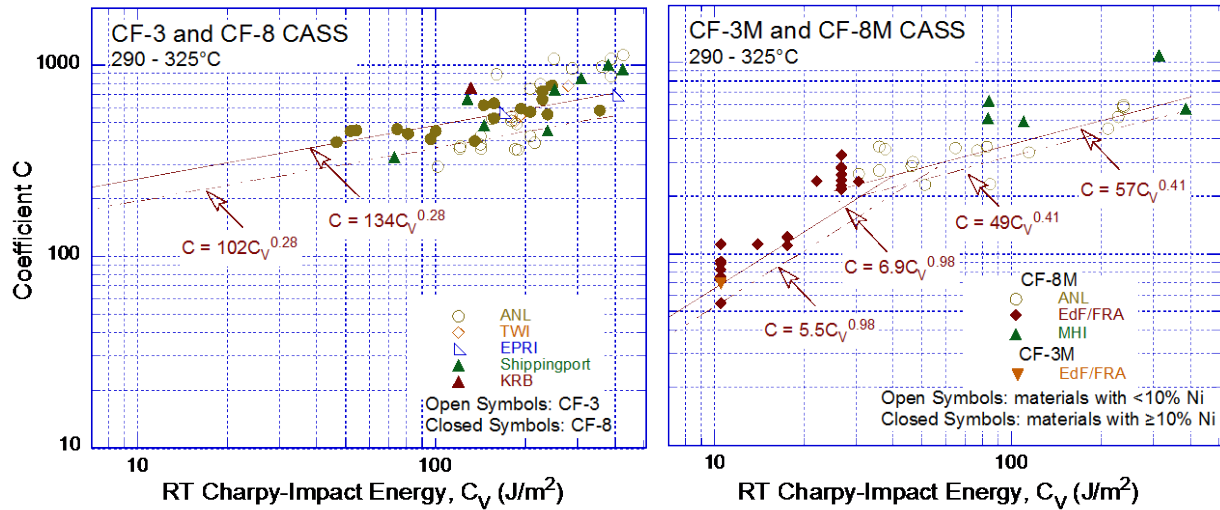 CF-3 and CF-8 CASS
290 - 325°C
1000
100
10
Coefficient C
C = 134C_V^0.28
C = 102C_V^0.28
ANL
TWI
EPRI
Shippingport
KRB
Open Symbols: CF-3
Closed Symbols: CF-8
10
100
RT Charpy-Impact Energy, C_V (J/m²)
CF-3M and CF-8M CASS
290 - 325°C
C = 57C_V^0.41
C = 49C_V^0.41
C = 6.9C_V^0.98
C = 5.5C_V^0.98
CF-8M
ANL
EdF/FRA
MHI
CF-3M
EdF/FRA
Open Symbols: materials with <10% Ni
Closed Symbols: materials with ≥10% Ni
10
100
RT Charpy-Impact Energy, C_V (J/m²)